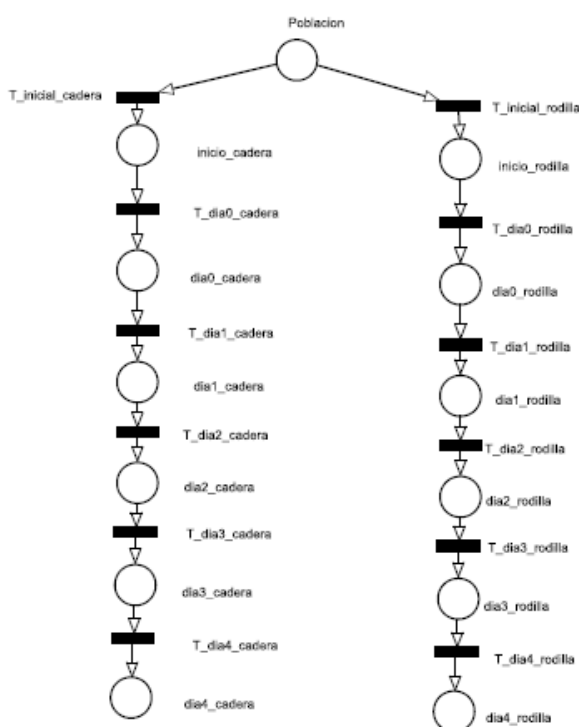 Poblacion
T_inicial_cadera
T_inicial_rodilla
inicio_cadera
inicio_rodilla
T_dia0_cadera
T_dia0_rodilla
dia0_cadera
dia0_rodilla
T_dia1_cadera
T_dia1_rodilla
dia1_cadera
dia1_rodilla
T_dia2_cadera
T_dia2_rodilla
dia2_cadera
dia2_rodilla
T_dia3_cadera
T_dia3_rodilla
dia3_cadera
dia3_rodilla
T_dia4_cadera
T_dia4_rodilla
dia4_cadera
dia4_rodilla